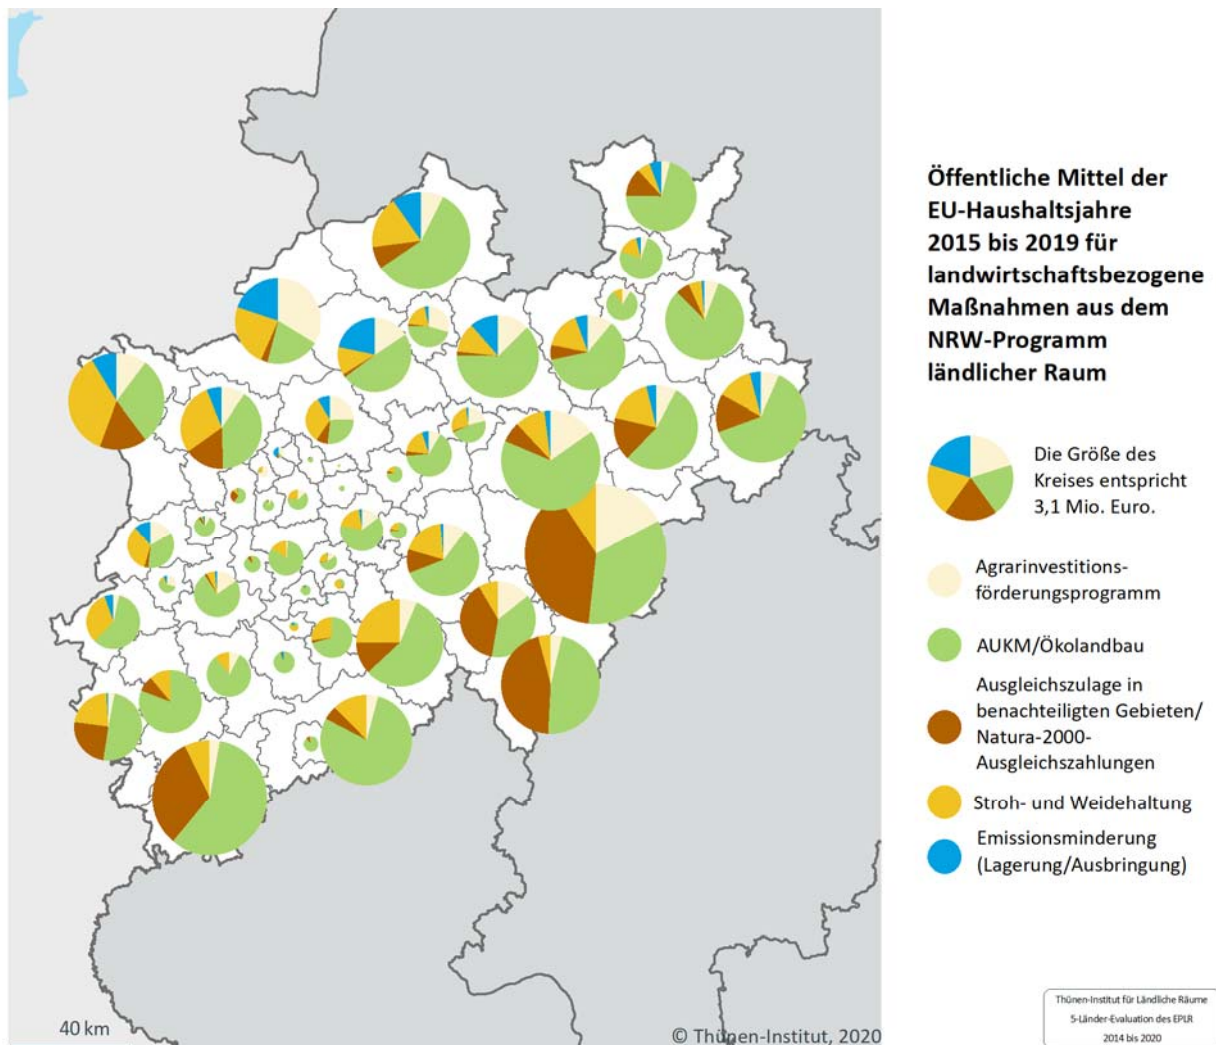 Öffentliche Mittel der
EU-Haushaltsjahre
2015 bis 2019 für
landwirtschaftsbezogene
Maßnahmen aus dem
NRW-Programm
ländlicher Raum
Die Größe des
Kreises entspricht
3,1 Mio. Euro.
Agrarinvestitions-
förderungsprogramm
AUKM/Ökolandbau
Ausgleichszulage in
benachteiligten Gebieten/
Natura-2000-
Ausgleichszahlungen
Stroh- und Weidehaltung
Emissionsminderung
(Lagerung/Ausbringung)
40 km
© Thünen-Institut, 2020
Thünen-Institut für Ländliche Räume
5-Länder-Evaluation des EPLR
2014 bis 2020